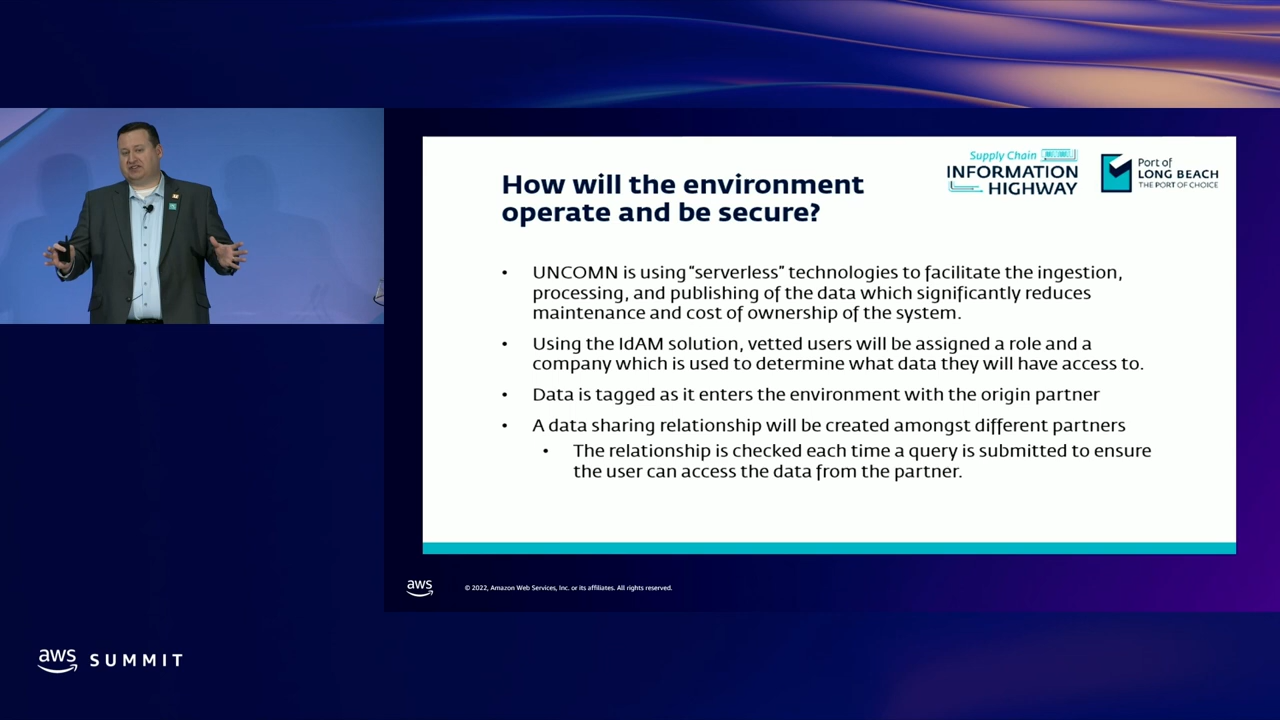 Supply Chain
INFORMATION
HIGHWAY
Port of
LONG BEACH
THE PORT OF CHOICE
How will the environment
operate and be secure?
• UNCOMN is using “serverless” technologies to facilitate the ingestion,
processing, and publishing of the data which significantly reduces
maintenance and cost of ownership of the system.
• Using the IdAM solution, vetted users will be assigned a role and a
company which is used to determine what data they will have access to.
• Data is tagged as it enters the environment with the origin partner
• A data sharing relationship will be created amongst different partners
• The relationship is checked each time a query is submitted to ensure
the user can access the data from the partner.
aws
© 2022, Amazon Web Services, Inc. or its affiliates. All rights reserved.
aws SUMMIT